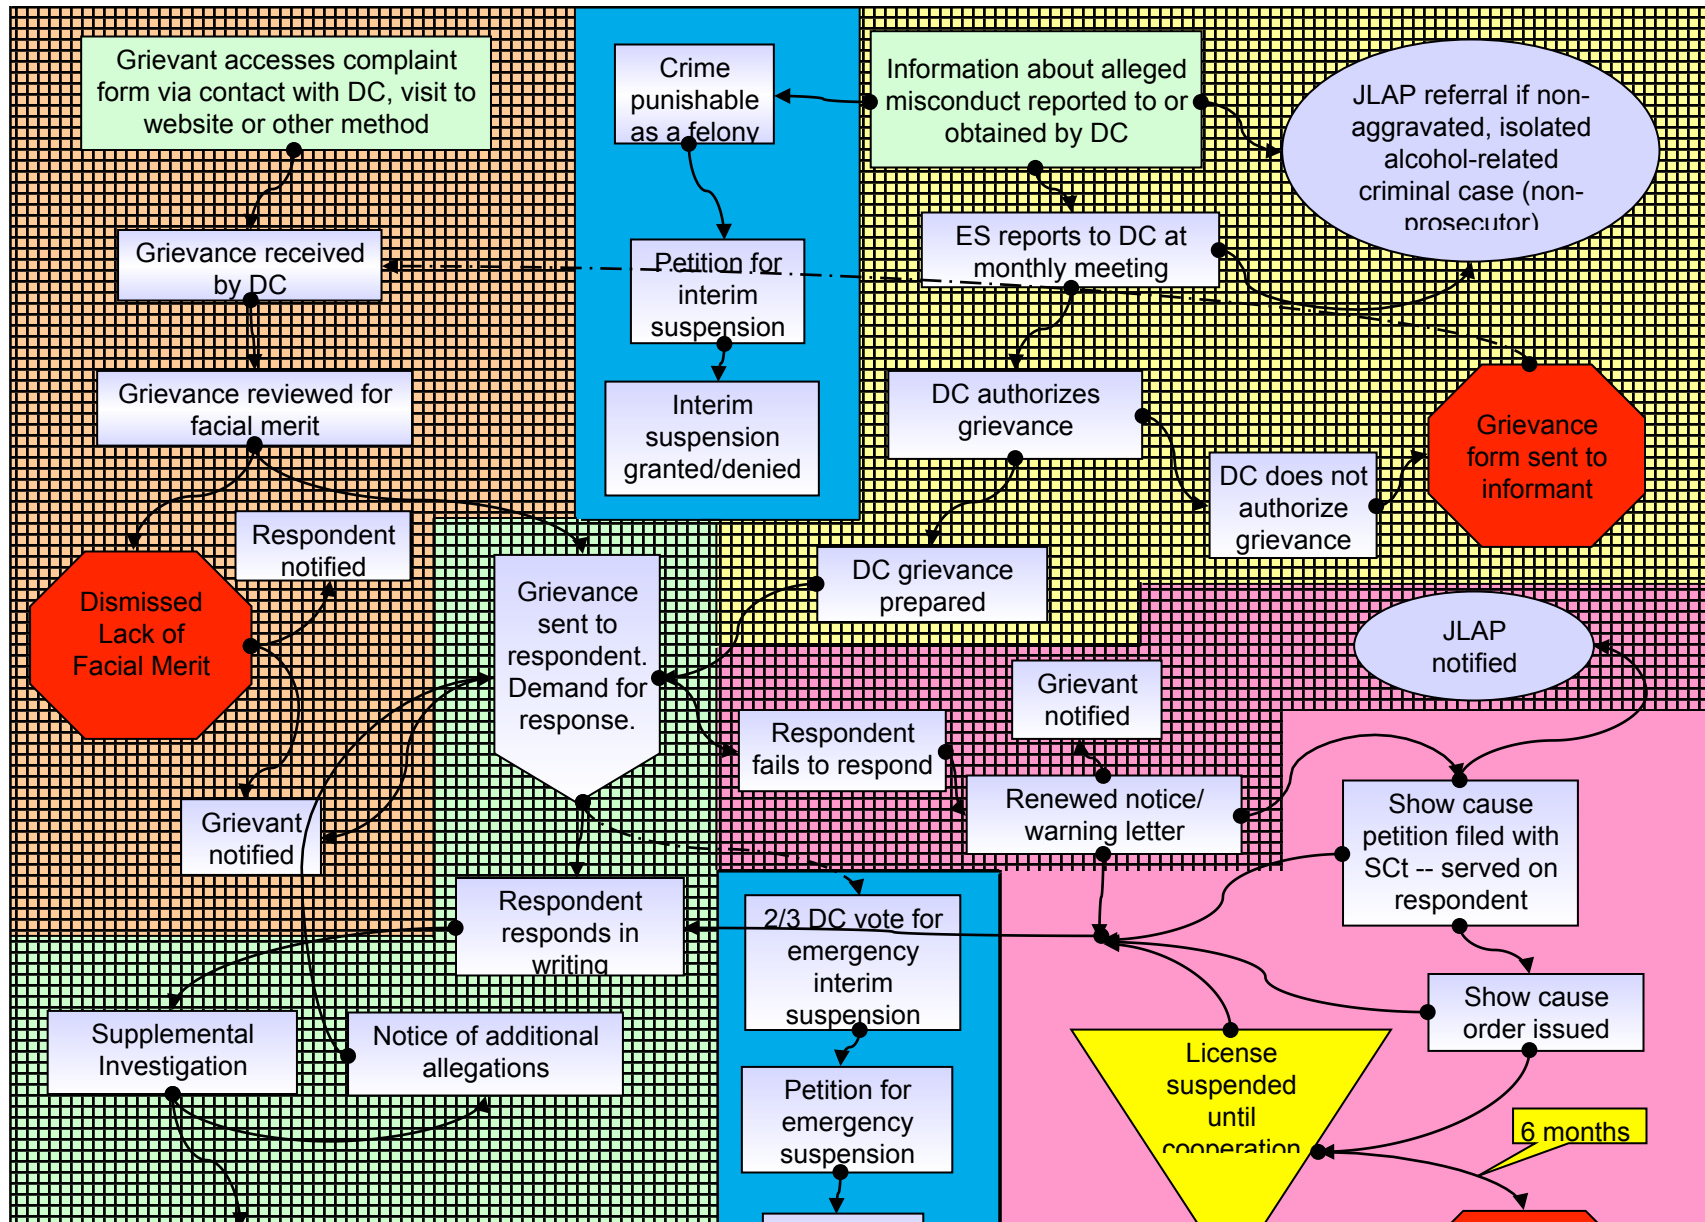 Grievant accesses complaint
form via contact with DC, visit to
website or other method
Crime
punishable
as a felony
Information about alleged
misconduct reported to or
obtained by DC
JLAP referral if non-
aggravated, isolated
alcohol-related
criminal case (non-
prosecutor)
Grievance received
by DC
Petition for
interim
suspension
ES reports to DC at
monthly meeting
Grievance reviewed for
facial merit
Interim
suspension
granted/denied
DC authorizes
grievance
DC does not
authorize
grievance
Grievance
form sent to
informant
Respondent
notified
Dismissed
Lack of
Facial Merit
Grievance
sent to
respondent.
Demand for
response.
DC grievance
prepared
JLAP
notified
Grievant
notified
Respondent
fails to respond
Renewed notice/
warning letter
Show cause
petition filed with
SCt -- served on
respondent
Grievant
notified
Respondent
responds in
writing
2/3 DC vote for
emergency
interim
suspension
Show cause
order issued
Supplemental
Investigation
Notice of additional
allegations
License
suspended
until
cooperation
Petition for
emergency
suspension
6 months